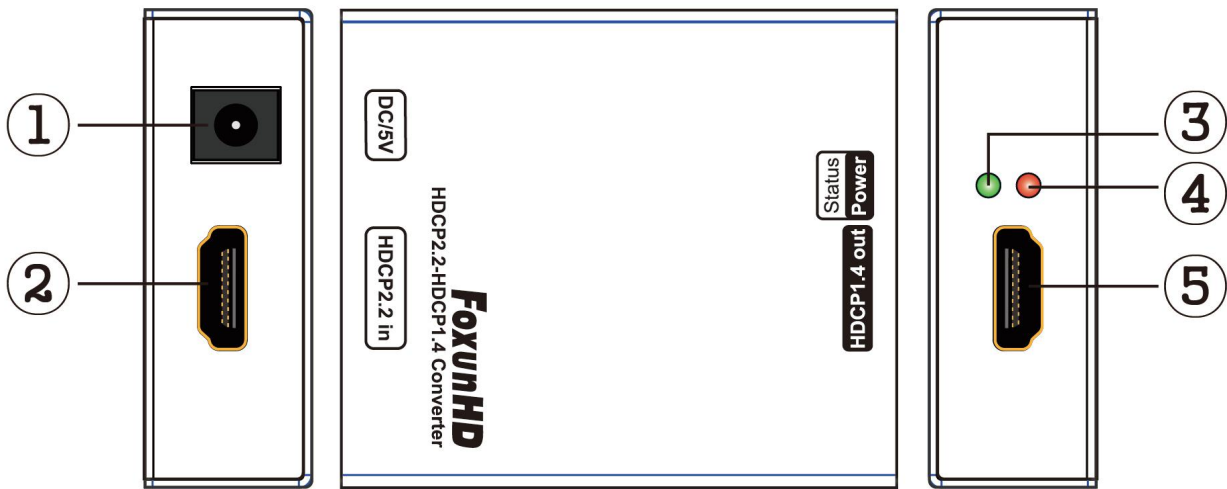 1
2
DC/5V
HDCP2.2 in
HDCP2.2-HDCP1.4 Converter
FoxunHD
Status
Power
HDCP1.4 out
3
4
5